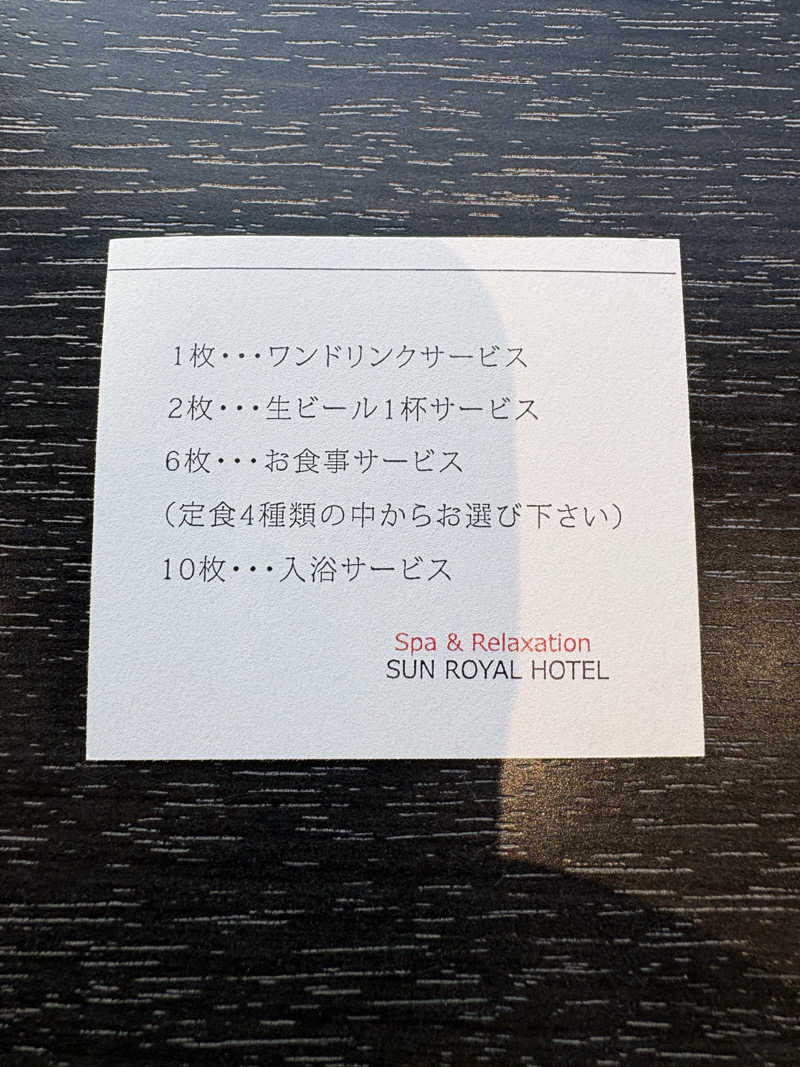 1枚・・・ワンドリンクサービス
2枚・・・生ビール1杯サービス
6枚・・・お食事サービス
（定食4種類の中からお選び下さい）
10枚・・・入浴サービス
Spa & Relaxation
SUN ROYAL HOTEL